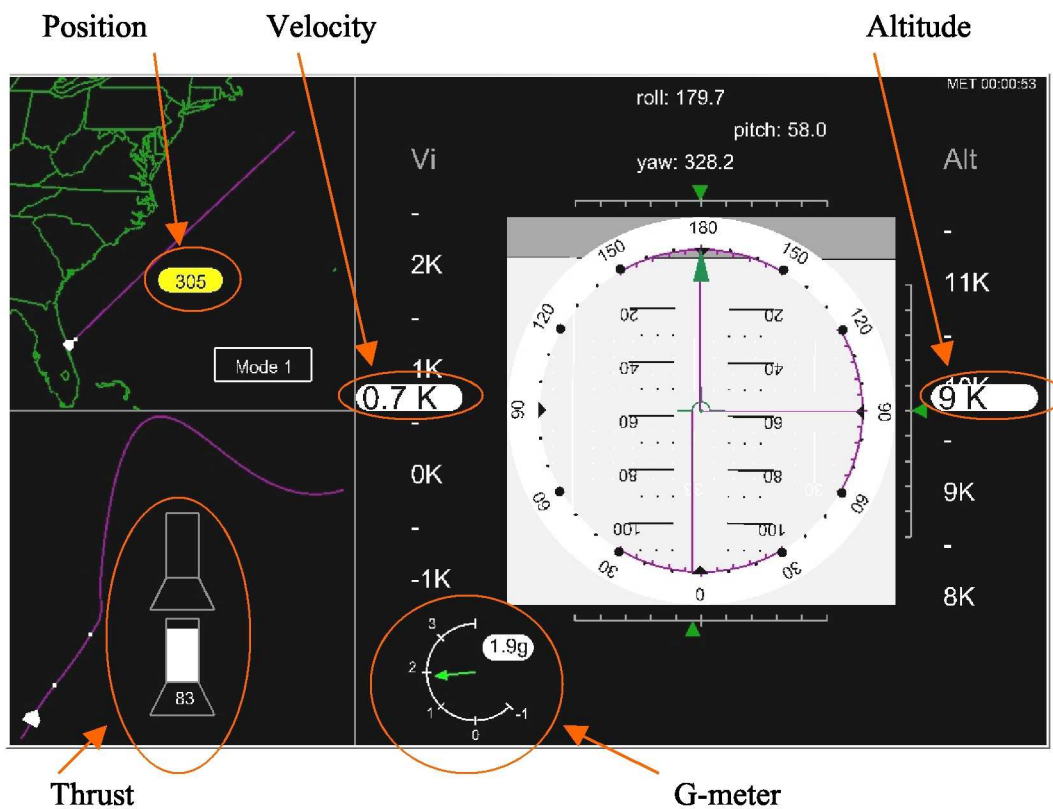 Position
Velocity
Altitude
MET 00:00:53
roll: 179.7
pitch: 58.0
yaw: 328.2
Vi
Alt
-
2K
-
1K
0.7 K
-
0K
-
-1K
305
Mode 1
180
150
150
120
120
90
90
60
60
30
30
0
20
20
40
40
60
60
80
80
100
100
-
11K
-
9 K
-
9K
-
8K
83
3
2
1
0
-1
1.9g
Thrust
G-meter